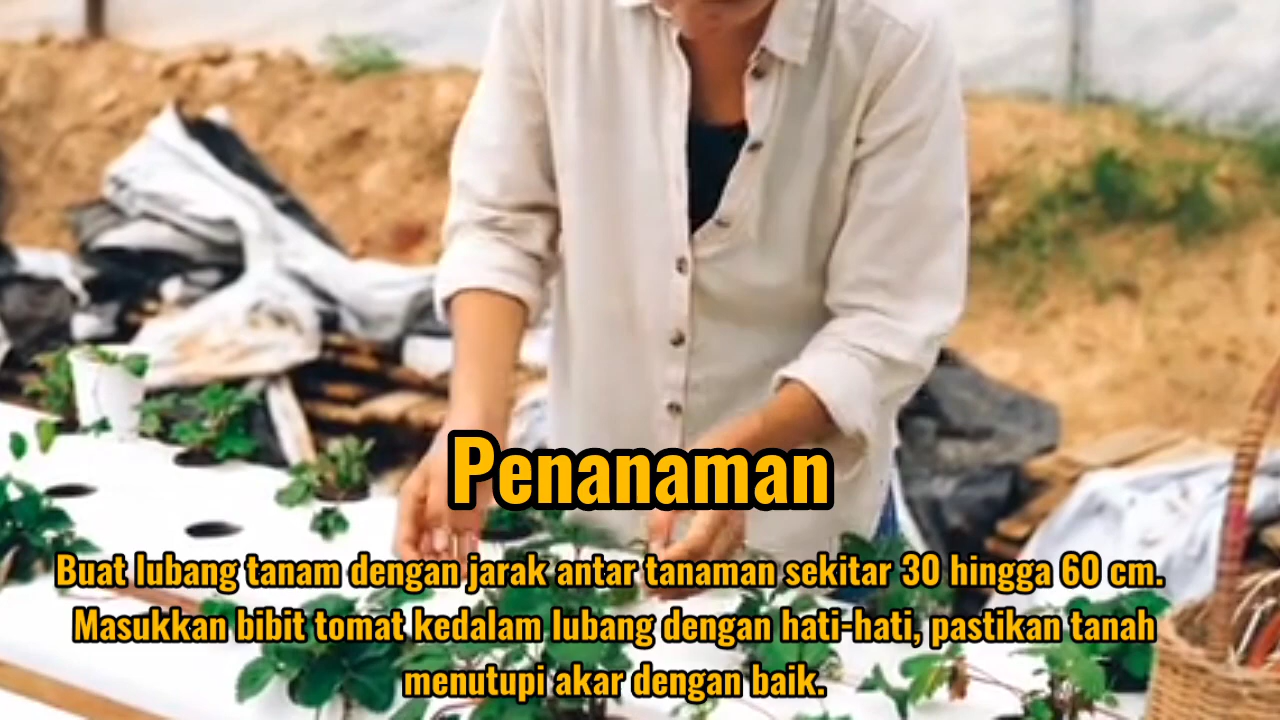 Penanaman
Buat lubang tanam dengan jarak antar tanaman sekitar 30 hingga 60 cm.
Masukkan bibit tomat kedalam lubang dengan hati-hati, pastikan tanah
menutupi akar dengan baik.